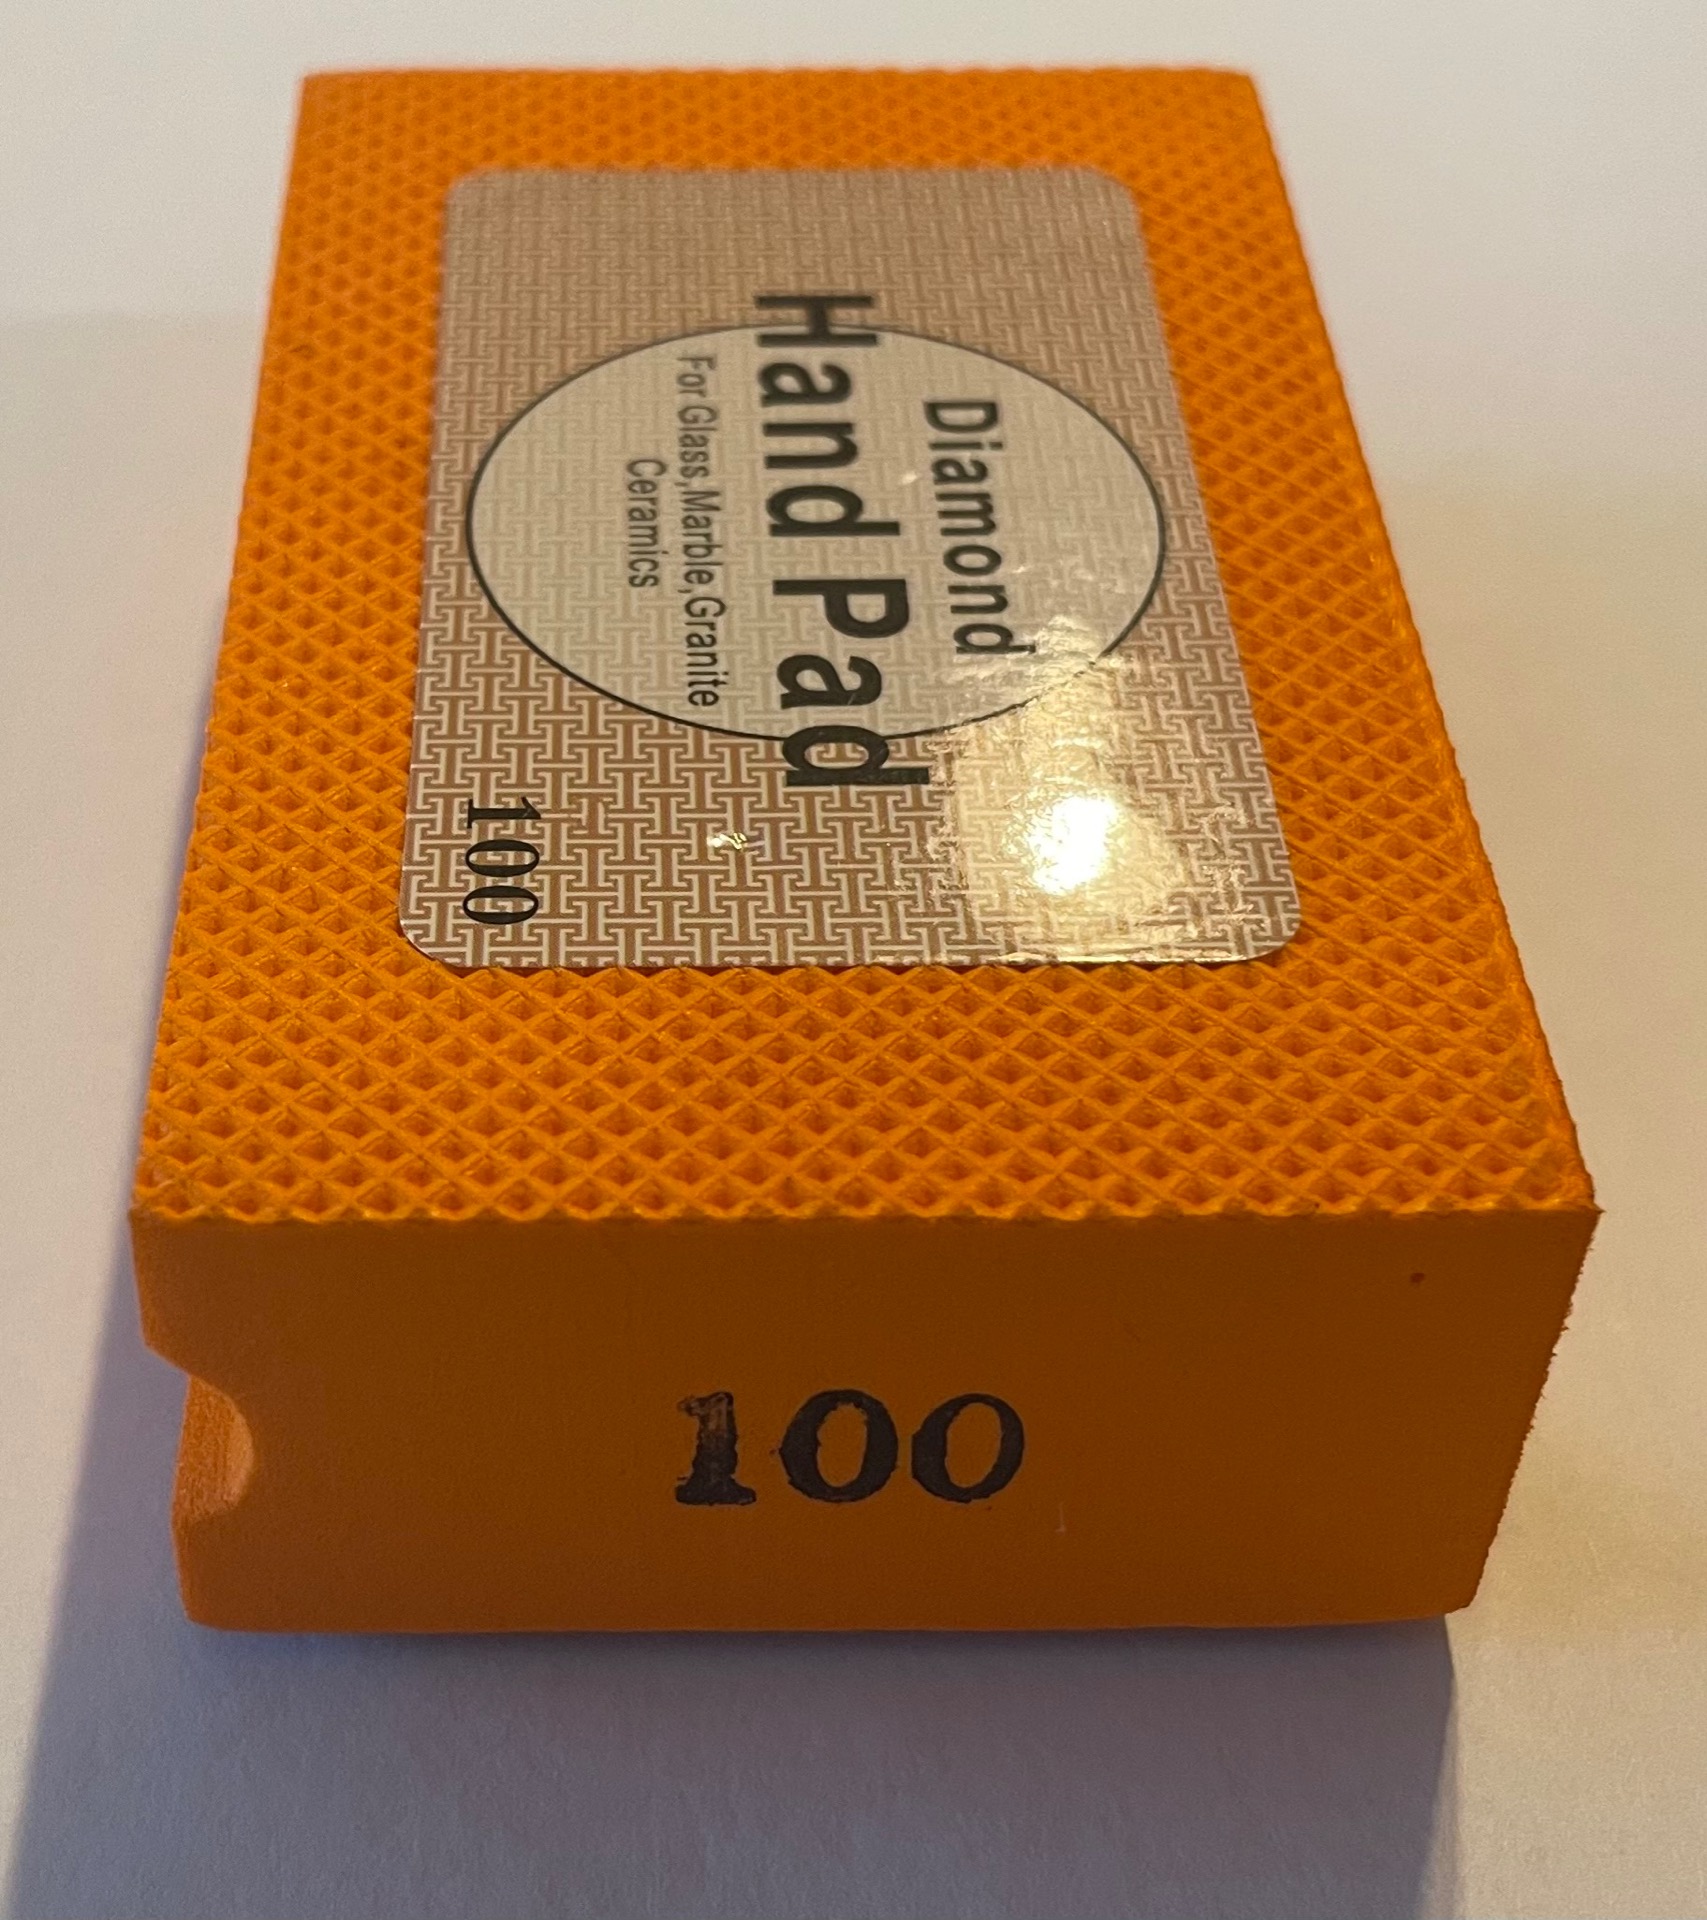 Diamond
Hand Pad
For Glass,Marble,Granite
Ceramics
100
100